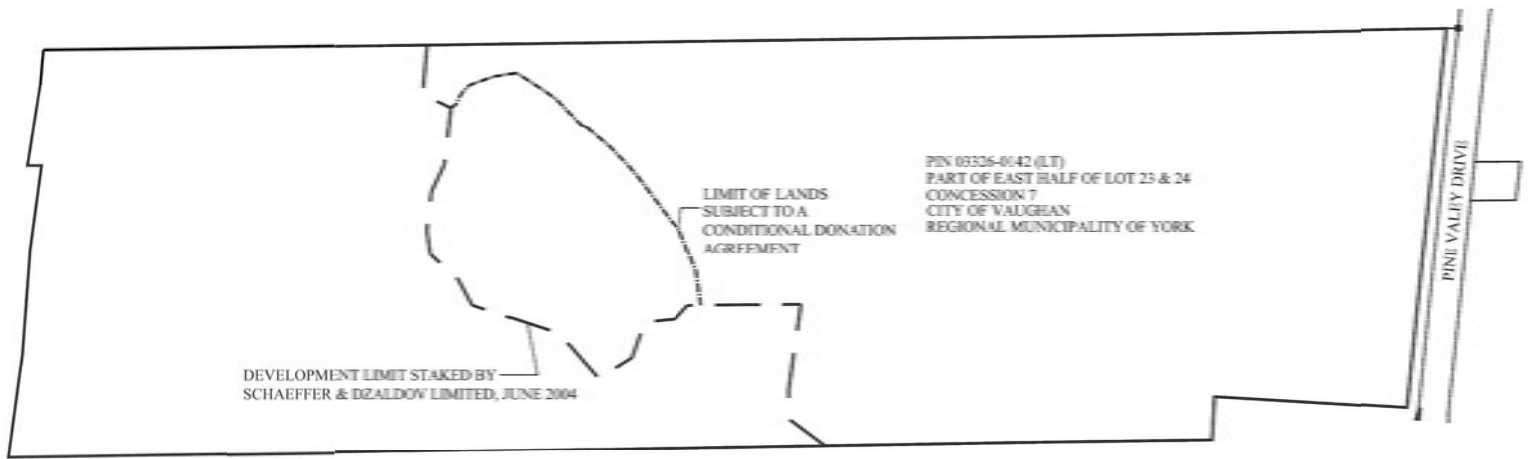 LIMIT OF LANDS
SUBJECT TO A
CONDITIONAL DONATION
AGREEMENT
PIN 03326-0142 (LT)
PART OF EAST HALF OF LOT 23 & 24
CONCESSION 7
CITY OF VAUGHAN
REGIONAL MUNICIPALITY OF YORK
PINE VALEY DRIVE
DEVELOPMENT LIMIT STAKED BY
SCHAEFFER & DZALDOV LIMITED, JUNE 2004